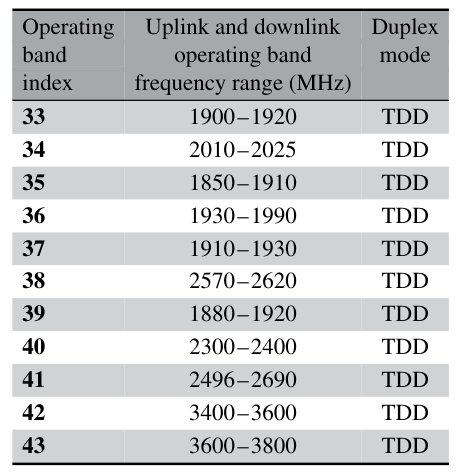 Operating band index Uplink and downlink operating band frequency range (MHz) Duplex mode
33 1900–1920 TDD
34 2010–2025 TDD
35 1850–1910 TDD
36 1930–1990 TDD
37 1910–1930 TDD
38 2570–2620 TDD
39 1880–1920 TDD
40 2300–2400 TDD
41 2496–2690 TDD
42 3400–3600 TDD
43 3600–3800 TDD